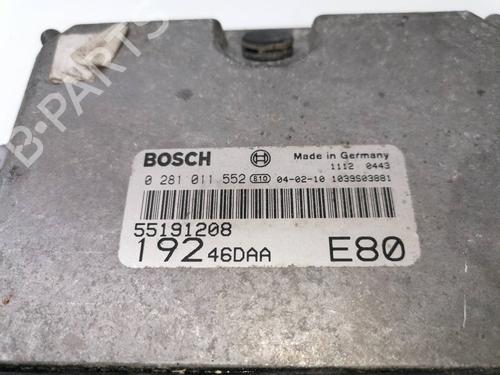 B-PARTS
BOSCH Made in Germany
1112 0443
0 281 011 552 S10 04-02-10 1039S03881
55191208
192 46DAA E80